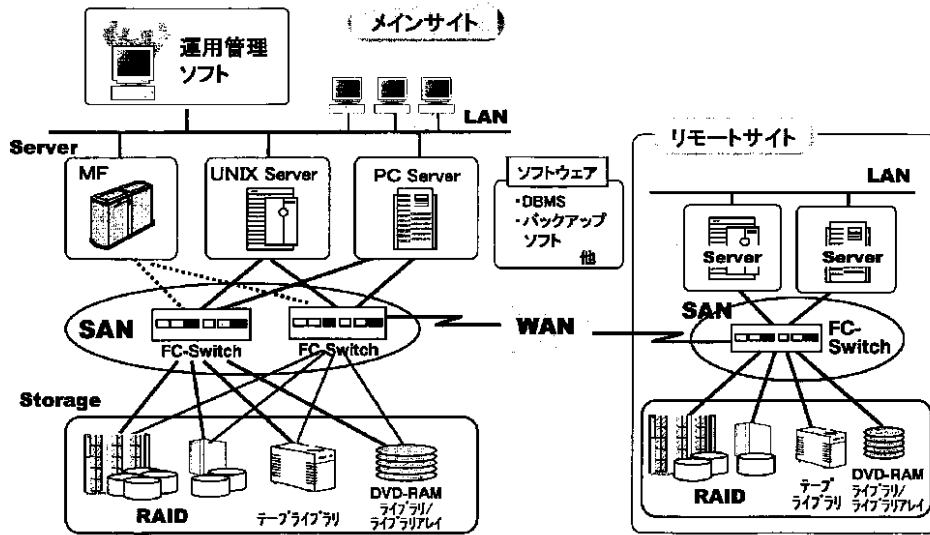 メインサイト
運用管理
ソフト
LAN
Server
MF
UNIX Server
PC Server
ソフトウェア
・DBMS
・バックアップ
ソフト
他
リモートサイト
LAN
Server
Server
SAN
FC-Switch
FC-Switch
WAN
SAN
FC-
Switch
Storage
RAID
テープライブラリ
DVD-RAM
ライブラリ/
ライブラリアレイ
RAID
テープ
ライブラリ
DVD-RAM
ライブラリ/
ライブラリアレイ